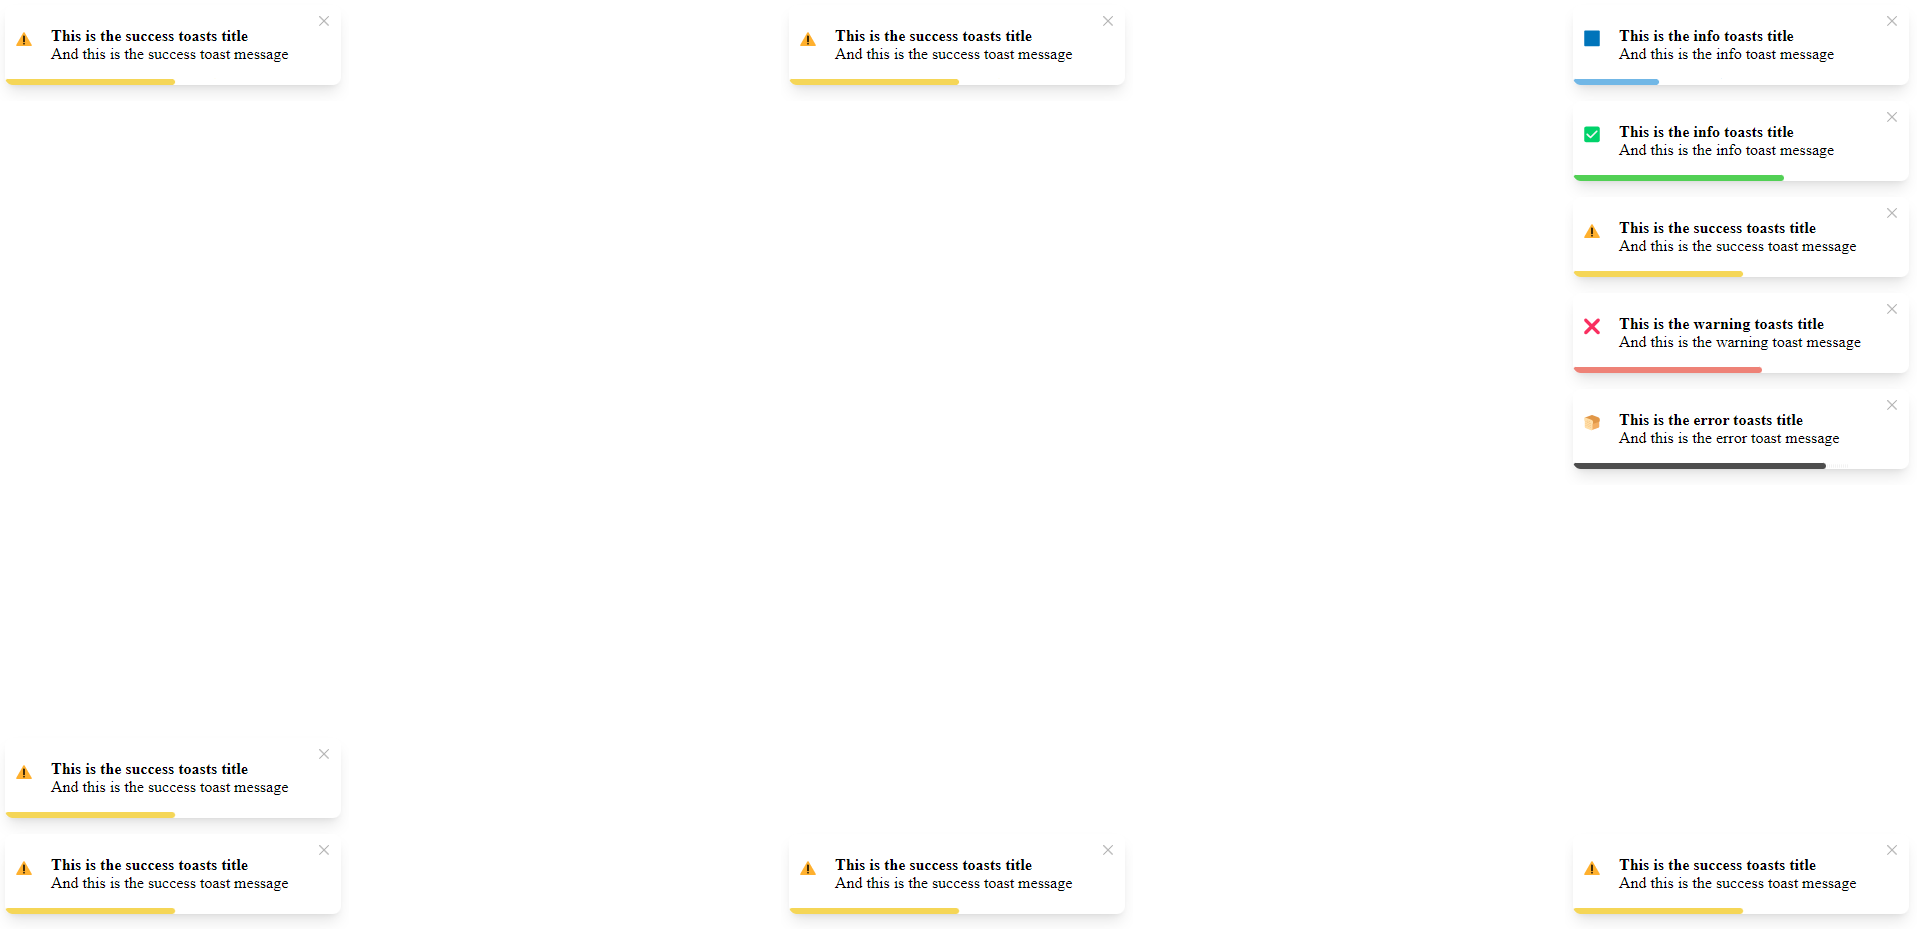 This is the success toasts title
And this is the success toast message
This is the success toasts title
And this is the success toast message
This is the info toasts title
And this is the info toast message
This is the info toasts title
And this is the info toast message
This is the success toasts title
And this is the success toast message
This is the warning toasts title
And this is the warning toast message
This is the error toasts title
And this is the error toast message
This is the success toasts title
And this is the success toast message
This is the success toasts title
And this is the success toast message
This is the success toasts title
And this is the success toast message
This is the success toasts title
And this is the success toast message